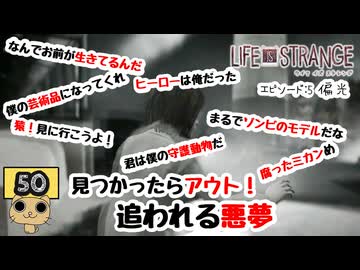 なんでお前が生きてるんだ
LIFE IS STRANGE
ライフ イズ ストレンジ
エピソード:5 偏光
僕の芸術品になってくれ
ヒーローは俺だった
猿!見に行こうよ!
まるでゾンビのモデルだな
君は僕の守護動物だ
腐ったミカンめ
50
見つかったらアウト!
追われる悪夢